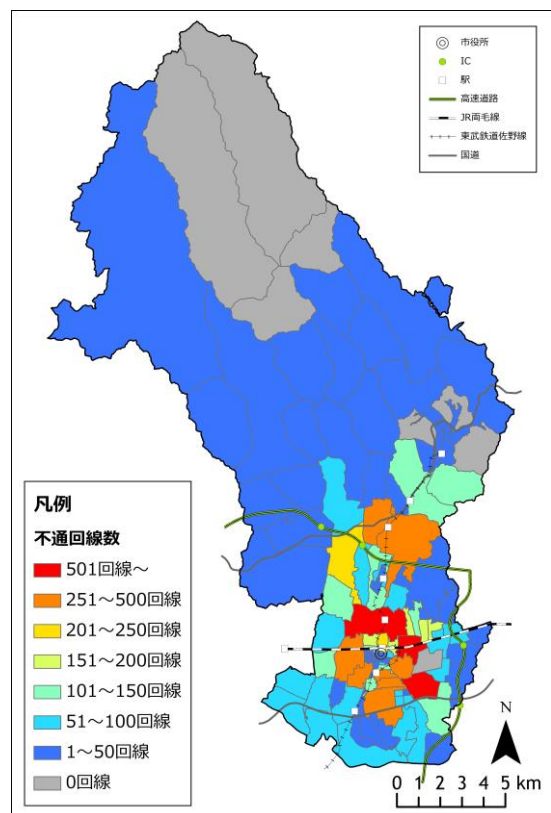 市役所
IC
駅
高速道路
JR両毛線
東武鉄道佐野線
国道
凡例
不通回線数
501回線～
251～500回線
201～250回線
151～200回線
101～150回線
51～100回線
1～50回線
0回線
N
0 1 2 3 4 5 km